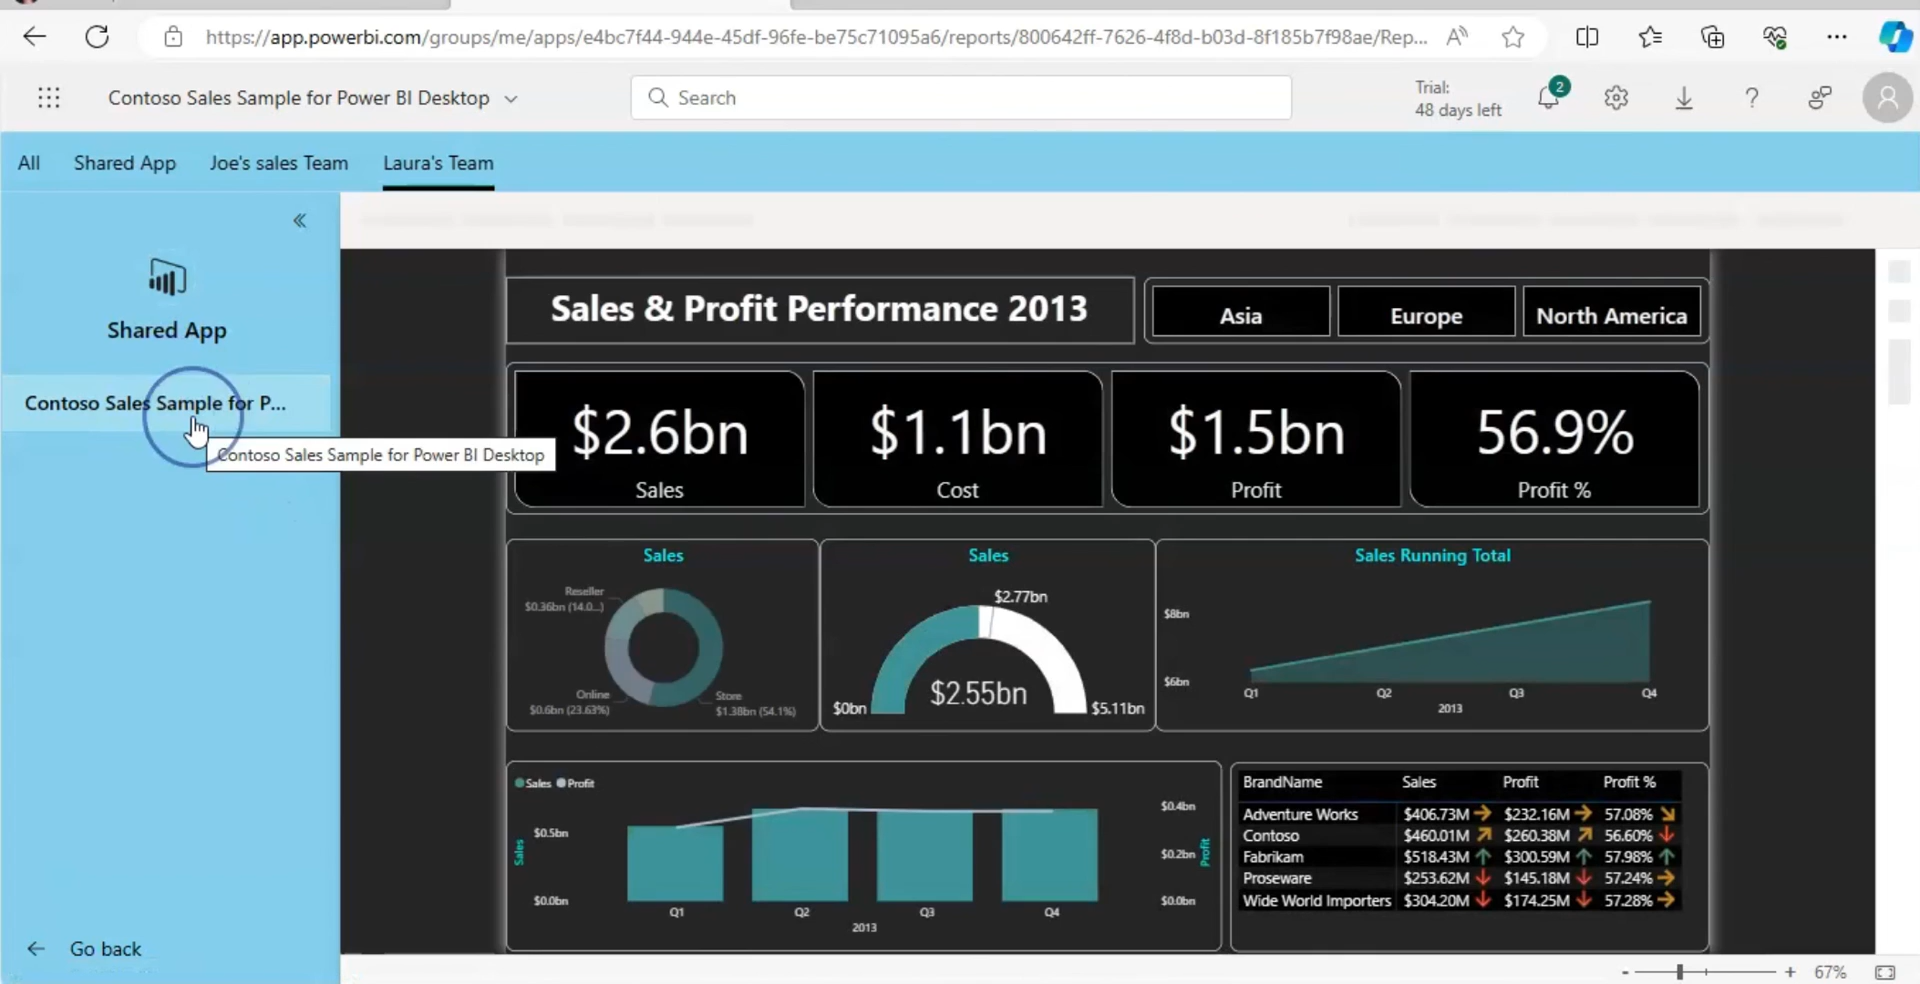 https://app.powerbi.com/groups/me/apps/e4bc7f44-944e-45df-96fe-be75c71095a6/reports/800642ff-7626-4f8d-b03d-8f185b7f98ae/Rep...
Contoso Sales Sample for Power BI Desktop
Search
Trial:
48 days left
2
All Shared App Joe's sales Team Laura's Team
Shared App
Contoso Sales Sample for P...
Contoso Sales Sample for Power BI Desktop
Go back
Sales & Profit Performance 2013
Asia Europe North America
$2.6bn
Sales
$1.1bn
Cost
$1.5bn
Profit
56.9%
Profit %
Sales
Reseller
$0.36bn (14.0...)
Online
$0.6bn (23.63%)
Store
$1.38bn (54.1%)
Sales
$2.77bn
$2.55bn
$0bn
$5.11bn
Sales Running Total
$8bn
$6bn
Q1 Q2 Q3 Q4
2013
Sales Profit
Sales
$0.5bn
$0.0bn
$0.4bn
$0.2bn
$0.0bn
Profit
Q1 Q2 Q3 Q4
2013
BrandName Sales Profit Profit %
Adventure Works $406.73M $232.16M 57.08%
Contoso $460.01M $260.38M 56.60%
Fabrikam $518.43M $300.59M 57.98%
Proseware $253.62M $145.18M 57.24%
Wide World Importers $304.20M $174.25M 57.28%
67%